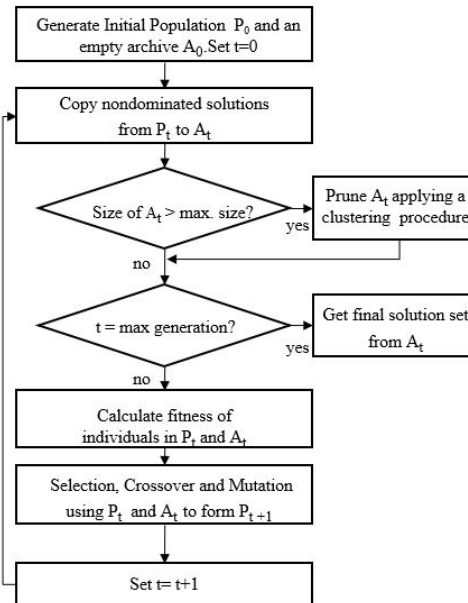 Generate Initial Population P₀ and an
empty archive A₀.Set t=0
Copy nondominated solutions
from Pₜ to Aₜ
Size of Aₜ > max. size?
yes
Prune Aₜ applying a
clustering procedure
no
t = max generation?
yes
Get final solution set
from Aₜ
no
Calculate fitness of
individuals in Pₜ and Aₜ
Selection, Crossover and Mutation
using Pₜ and Aₜ to form Pₜ₊₁
Set t= t+1